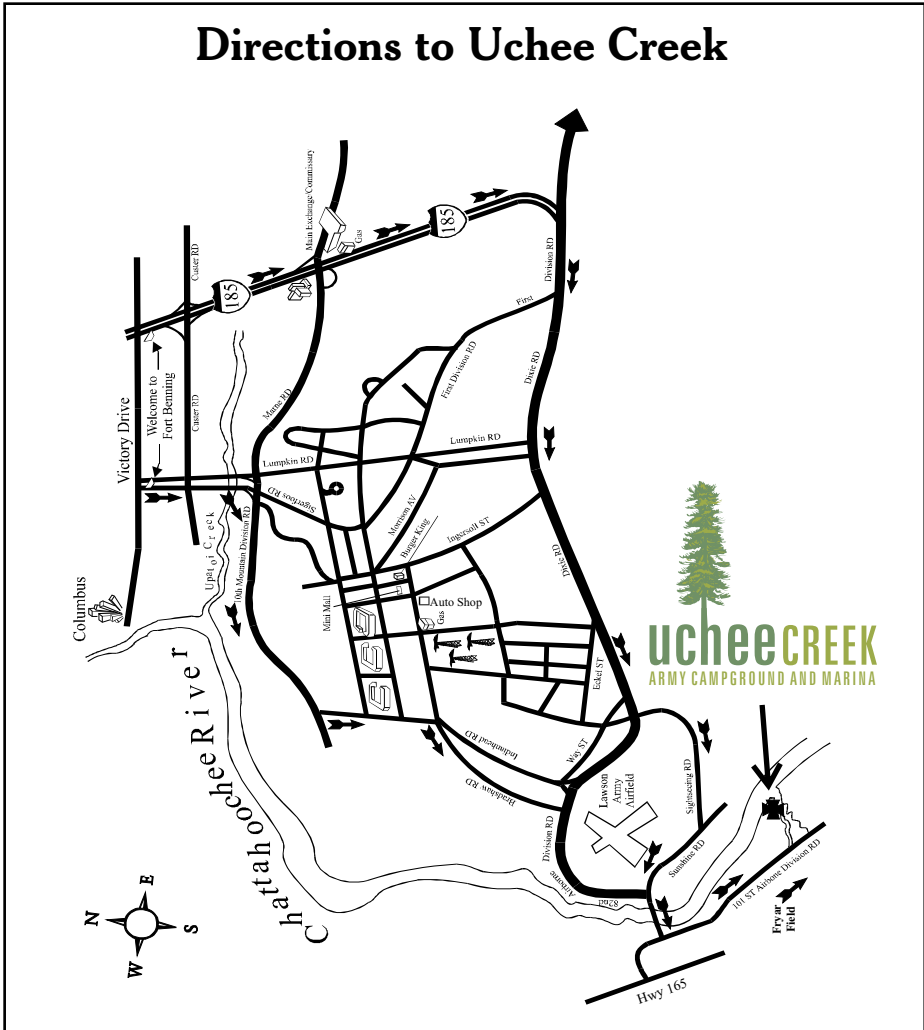 Directions to Uchee Creek
Main Exchange/Commissary
Gas
185
185
Custer RD
Victory Drive
Welcome to
Fort Benning
Custer RD
Division RD
First
Marne RD
First Division RD
Dixie RD
Lumpkin RD
Lumpkin RD
Sigerfoos RD
Columbus
Upatoi Creek
10th Mountain Division RD
Morrison AV
Burger King
Ingersoll ST
Mini Mall
Auto Shop
Gas
Dixie RD
Chattahoochee River
uchee CREEK
ARMY CAMPGROUND AND MARINA
Eckel ST
Indianhead RD
Way ST
Bradshaw RD
Lawson
Army
Airfield
Sightseeing RD
Division RD
Airborne
82nd
Sunshine RD
101 ST Airbone Division RD
Fryar
Field
Hwy 165
N
E
W
S